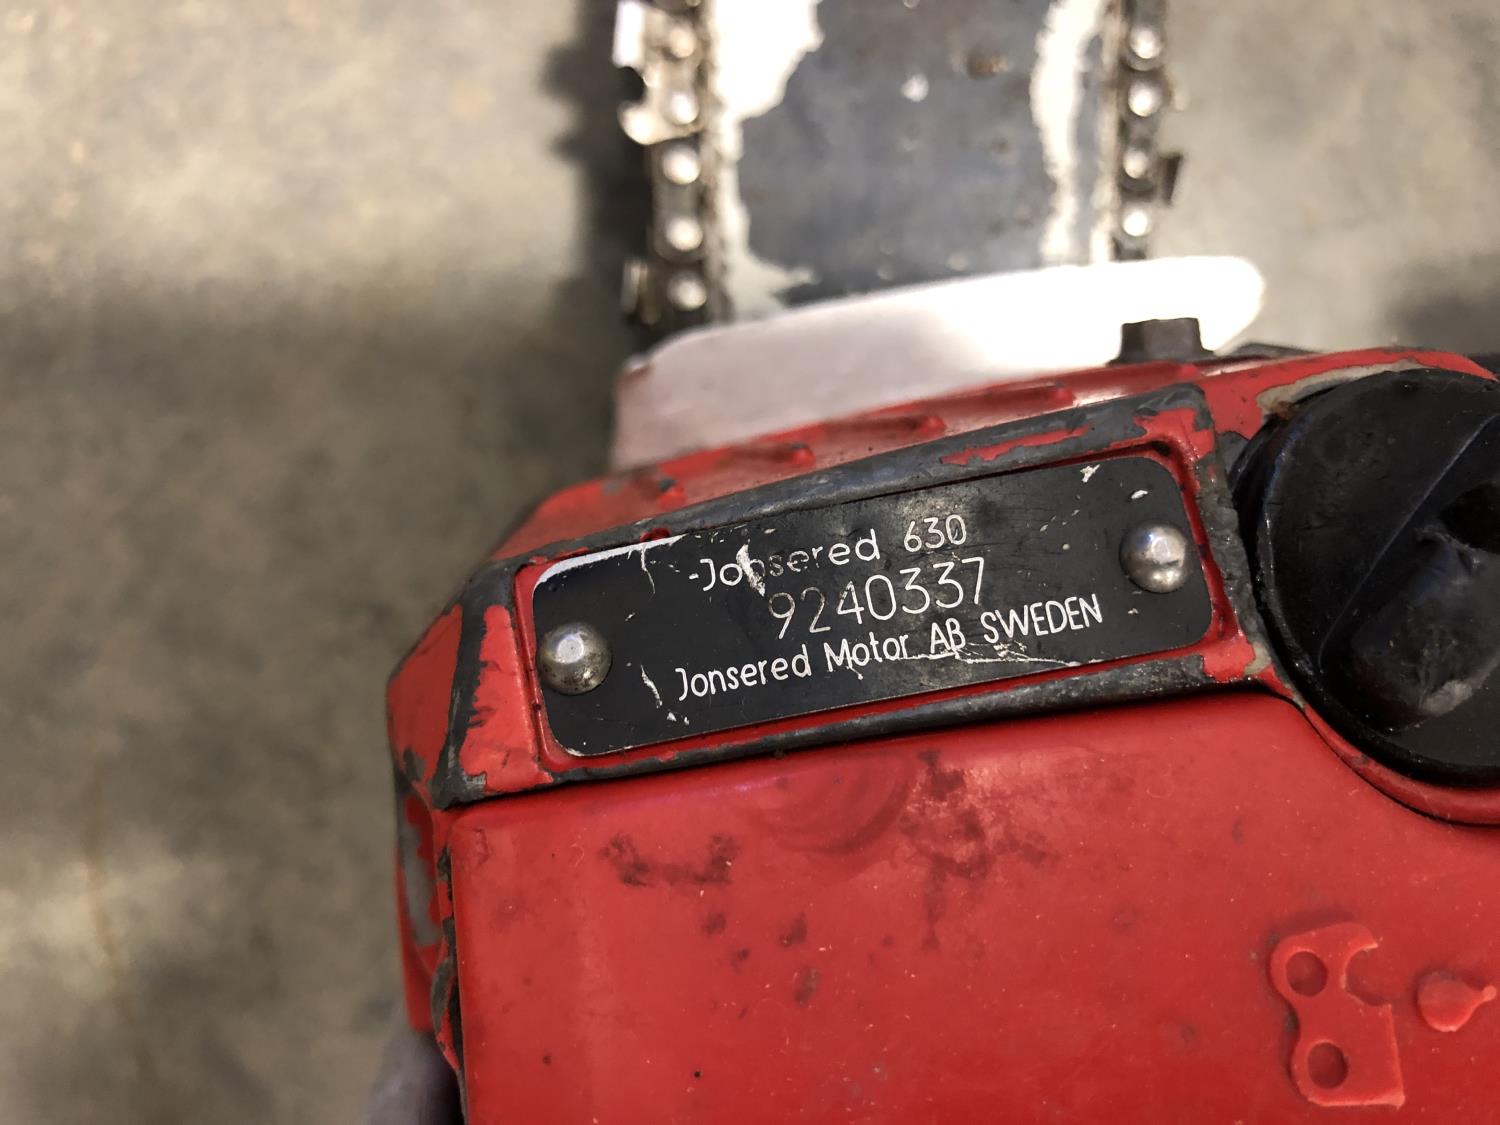 Jonsered 630
9240337
Jonsered Motor AB SWEDEN